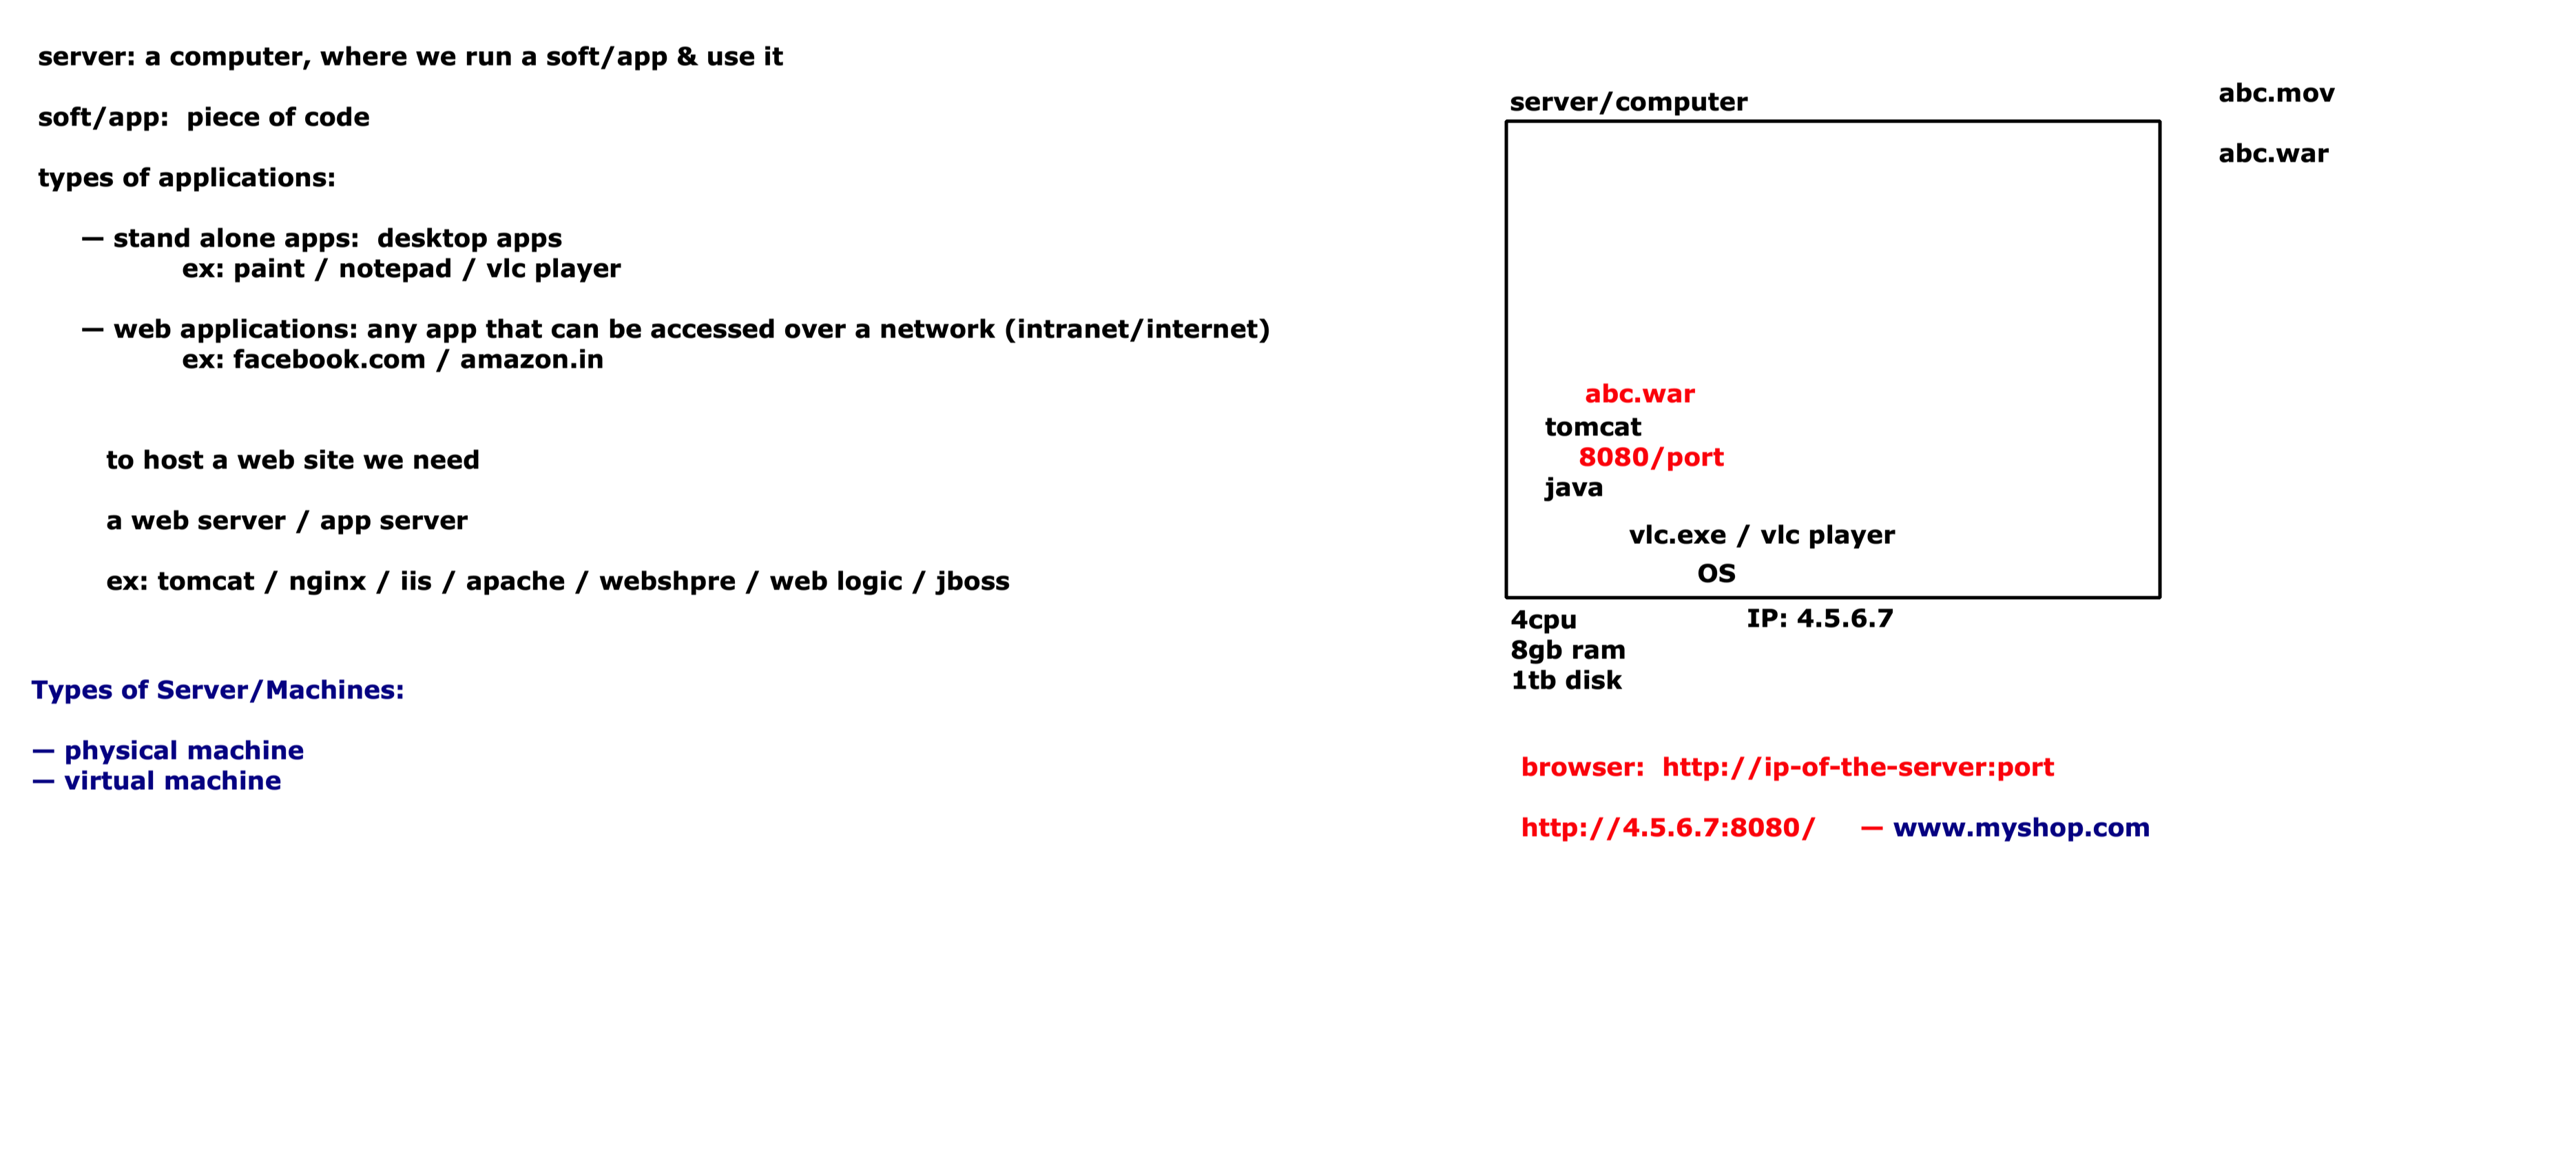 server: a computer, where we run a soft/app & use it
soft/app:  piece of code
types of applications:
— stand alone apps:  desktop apps
ex: paint / notepad / vlc player
— web applications: any app that can be accessed over a network (intranet/internet)
ex: facebook.com / amazon.in
to host a web site we need
a web server / app server
ex: tomcat / nginx / iis / apache / webshpre / web logic / jboss
Types of Server/Machines:
— physical machine
— virtual machine
server/computer
abc.war
tomcat
8080/port
java
vlc.exe / vlc player
OS
4cpu
IP: 4.5.6.7
8gb ram
1tb disk
browser:  http://ip-of-the-server:port
http://4.5.6.7:8080/ — www.myshop.com
abc.mov
abc.war